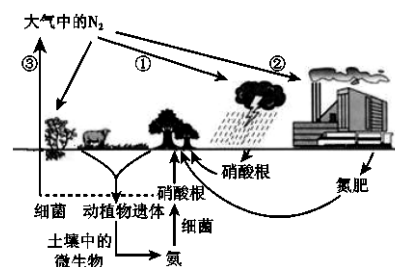 大气中的N₂
③
①
②
硝酸根
硝酸根
氮肥
细菌
动植物遗体
细菌
土壤中的
微生物
氨